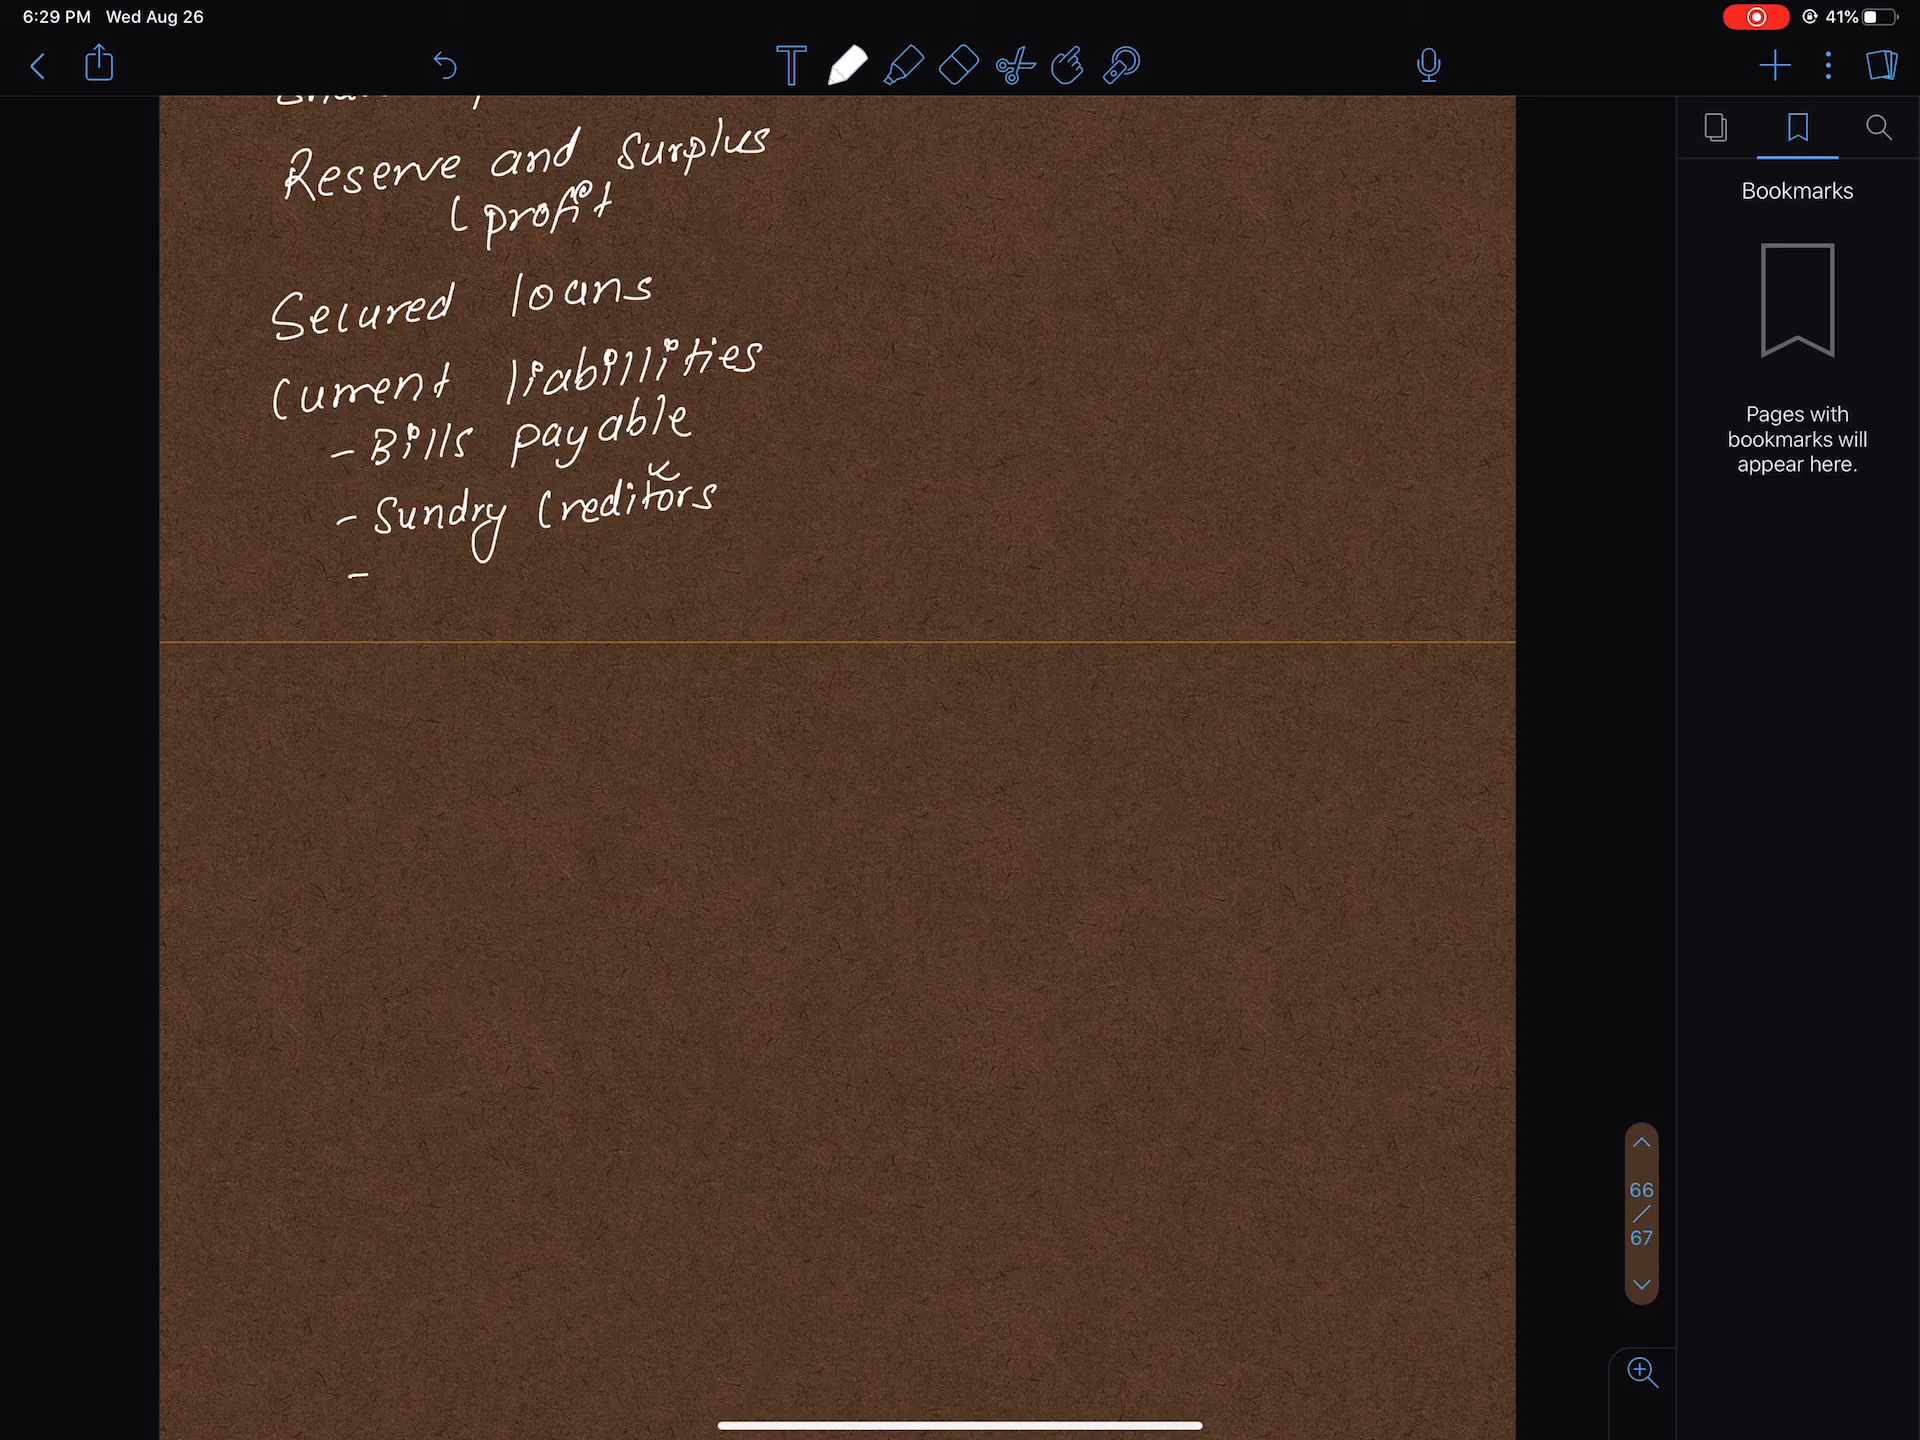 6:29 PM Wed Aug 26
41%
T
Reserve and surplus
( profit
Secured loans
Current liabillities
- Bills payable
- Sundry Creditors
-
Bookmarks
Pages with
bookmarks will
appear here.
66
/
67